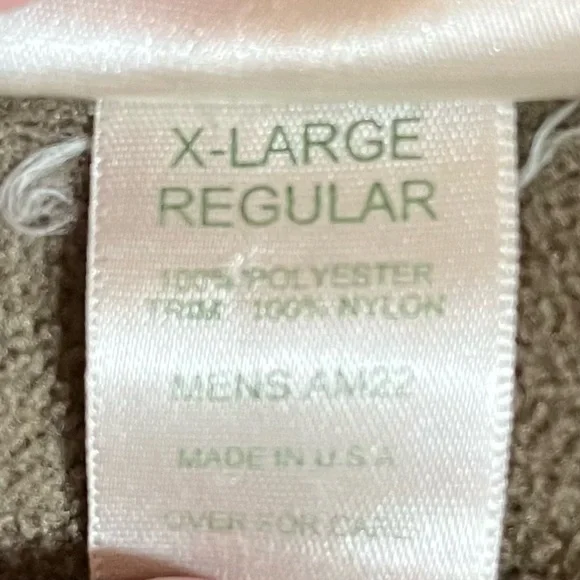 X-LARGE
REGULAR
100% POLYESTER
TRIM 100% NYLON
MENS AM22
MADE IN U.S.A
OVER FOR CARE